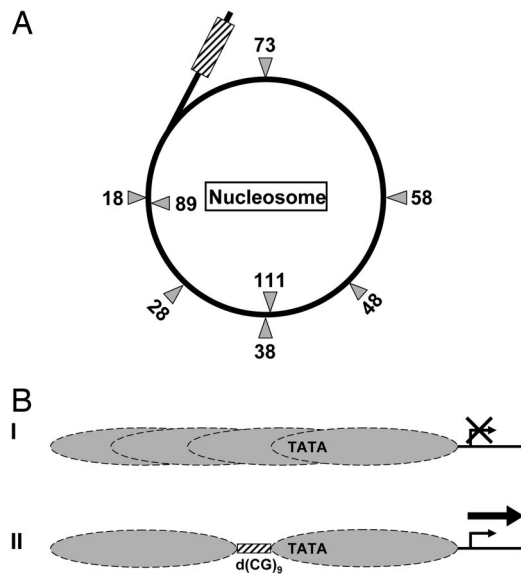 A
73
18
89
Nucleosome
58
28
111
48
38
B
I
TATA
II
TATA
d(CG)₉